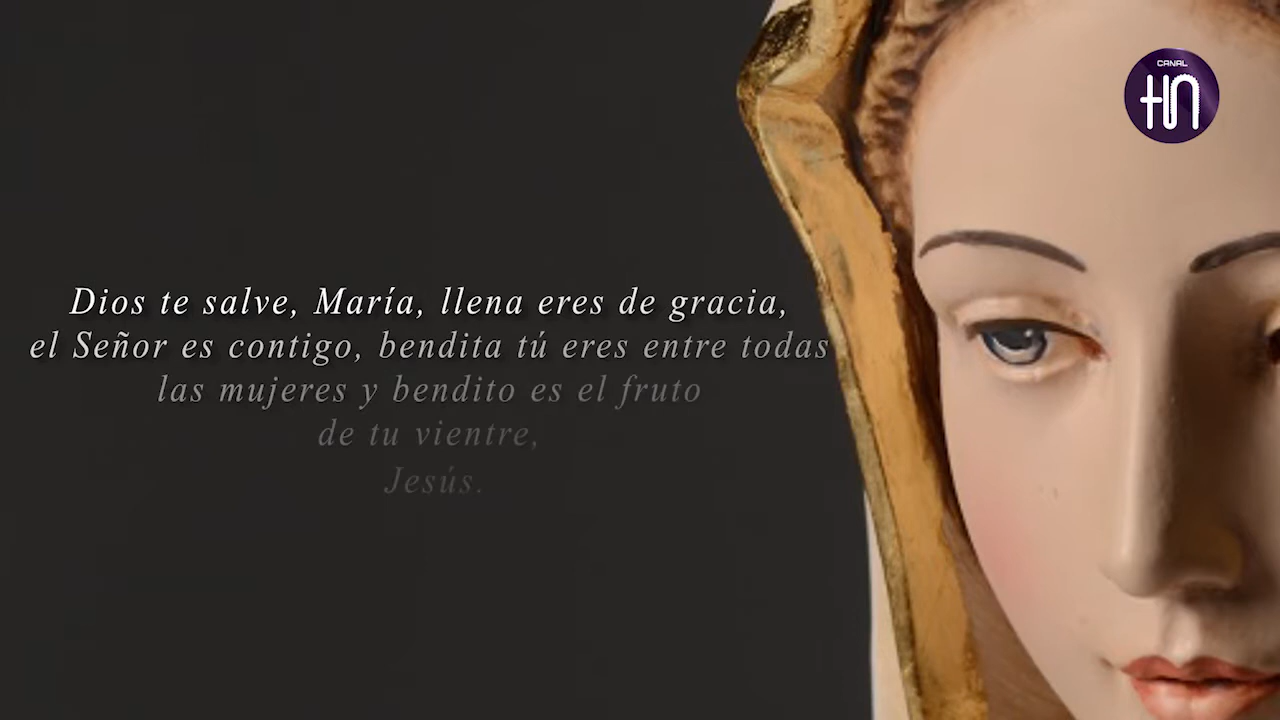 CANAL
HN
Dios te salve, María, llena eres de gracia,
el Señor es contigo, bendita tú eres entre todas
las mujeres y bendito es el fruto
de tu vientre,
Jesús.